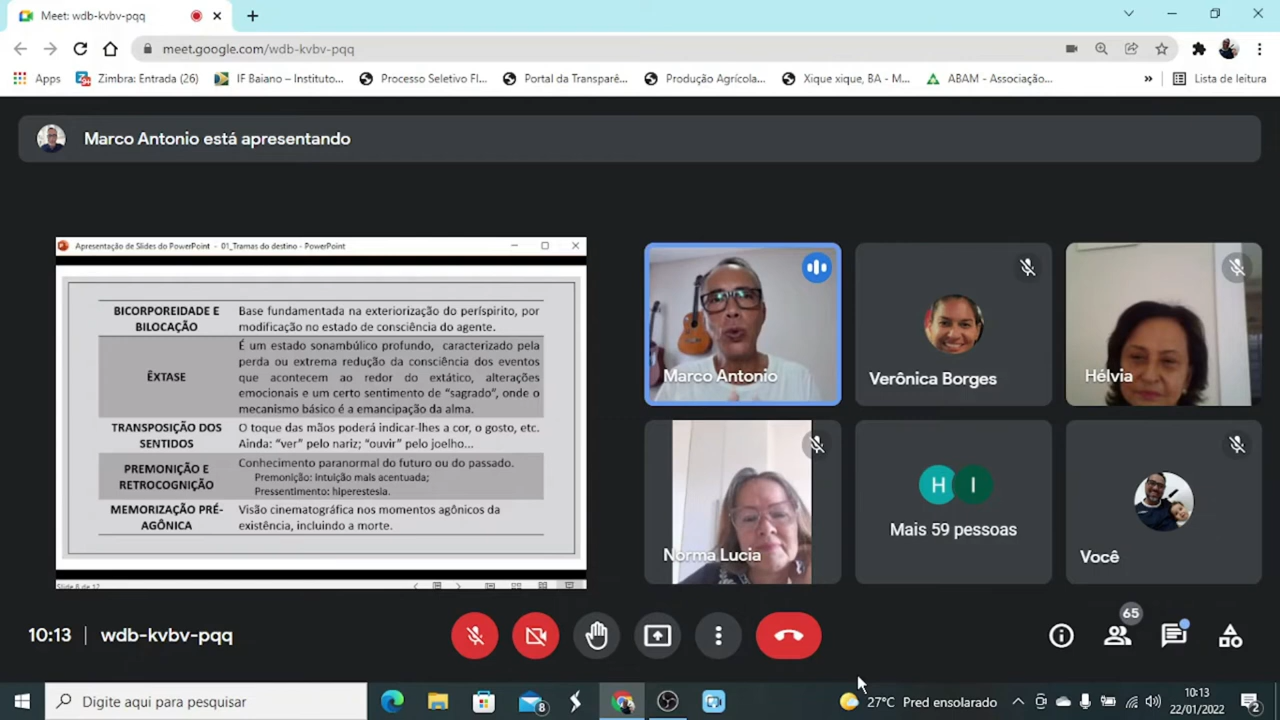 Meet: wdb-kvbv-pqq
meet.google.com/wdb-kvbv-pqq
Apps
Zimbra: Entrada (26)
IF Baiano – Instituto...
Processo Seletivo Fl...
Portal da Transparê...
Produção Agrícola...
Xique xique, BA - M...
ABAM - Associação...
»
Lista de leitura
Marco Antonio está apresentando
Apresentação de Slides do PowerPoint - 01_Tramas do destino - PowerPoint
BICORPOREIDADE E
BILOCAÇÃO
Base fundamentada na exteriorização do períspirito, por
modificação no estado de consciência do agente.
ÊXTASE
É um estado sonambúlico profundo, caracterizado pela
perda ou extrema redução da consciência dos eventos
que acontecem ao redor do extático, alterações
emocionais e um certo sentimento de “sagrado”, onde o
mecanismo básico é a emancipação da alma.
TRANSPOSIÇÃO DOS
SENTIDOS
O toque das mãos poderá indicar-lhes a cor, o gosto, etc.
Ainda: “ver” pelo nariz; “ouvir” pelo joelho...
PREMONIÇÃO E
RETROCOGNIÇÃO
Conhecimento paranormal do futuro ou do passado.
Premonição: intuição mais acentuada;
Pressentimento: hiperestesia.
MEMORIZAÇÃO PRÉ-
AGÔNICA
Visão cinematográfica nos momentos agônicos da
existência, incluindo a morte.
Marco Antonio
Verônica Borges
Hélvia
Norma Lucia
H
I
Mais 59 pessoas
Você
10:13 | wdb-kvbv-pqq
65
Digite aqui para pesquisar
8
27°C Pred ensolarado
10:13
22/01/2022
2